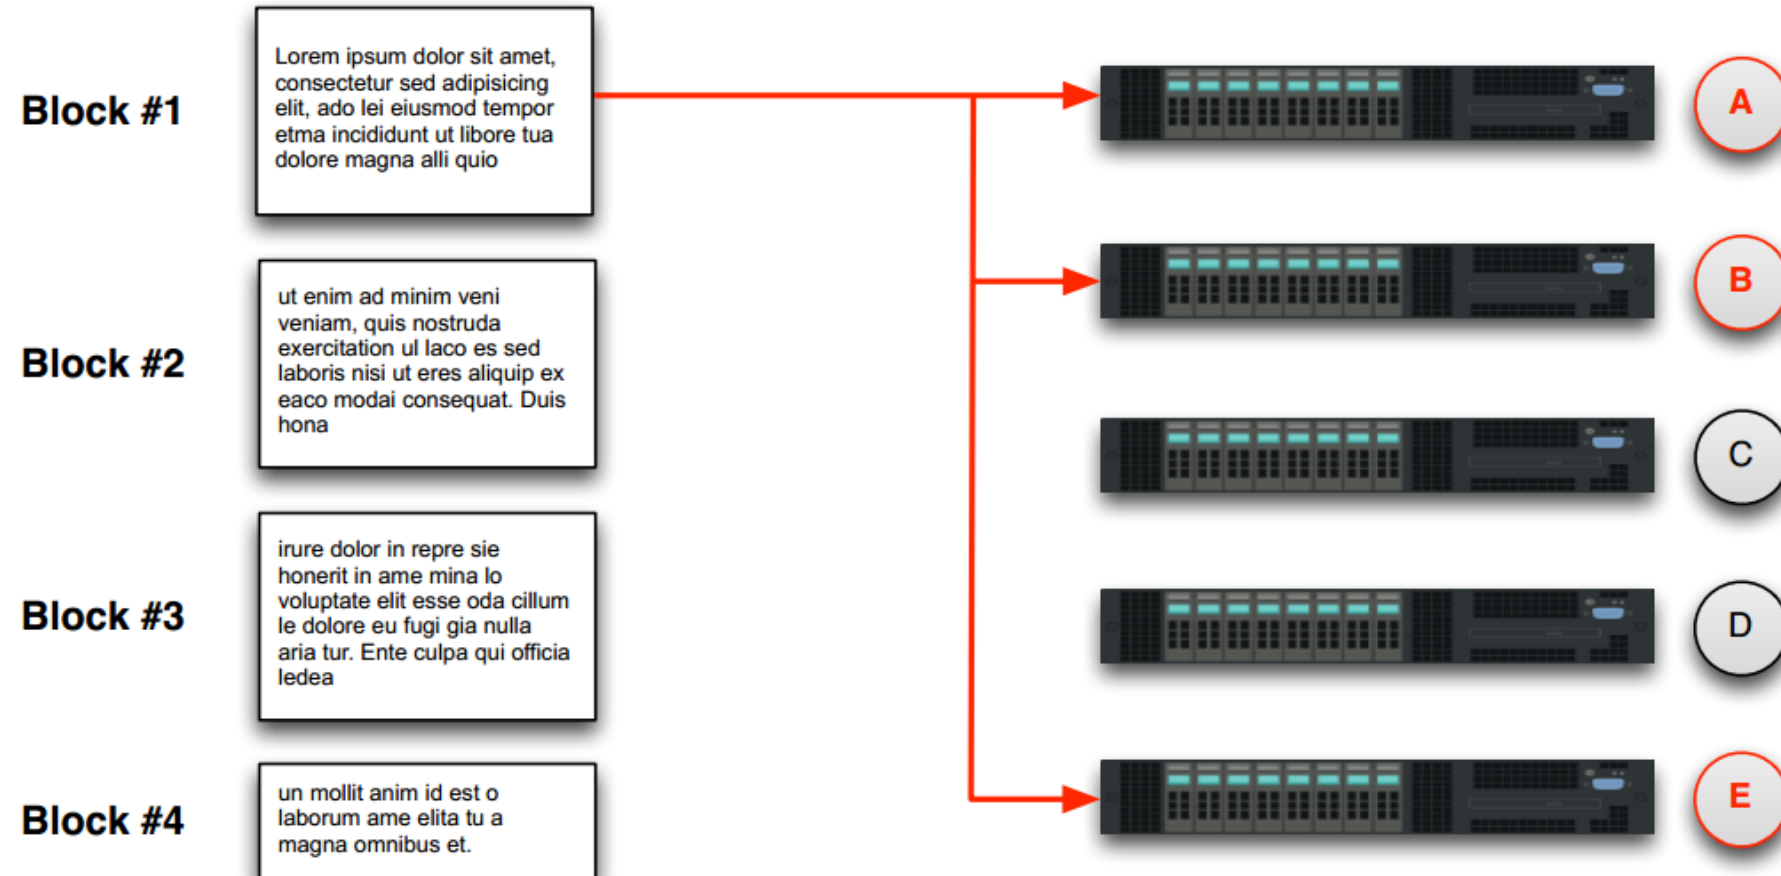 Block #1
Lorem ipsum dolor sit amet,
consectetur sed adipisicing
elit, ado lei eiusmod tempor
etma incididunt ut libore tua
dolore magna alli quio
A
B
Block #2
ut enim ad minim veni
veniam, quis nostruda
exercitation ul laco es sed
laboris nisi ut eres aliquip ex
eaco modai consequat. Duis
hona
C
Block #3
irure dolor in repre sie
honerit in ame mina lo
voluptate elit esse oda cillum
le dolore eu fugi gia nulla
aria tur. Ente culpa qui officia
ledea
D
Block #4
un mollit anim id est o
laborum ame elita tu a
magna omnibus et.
E